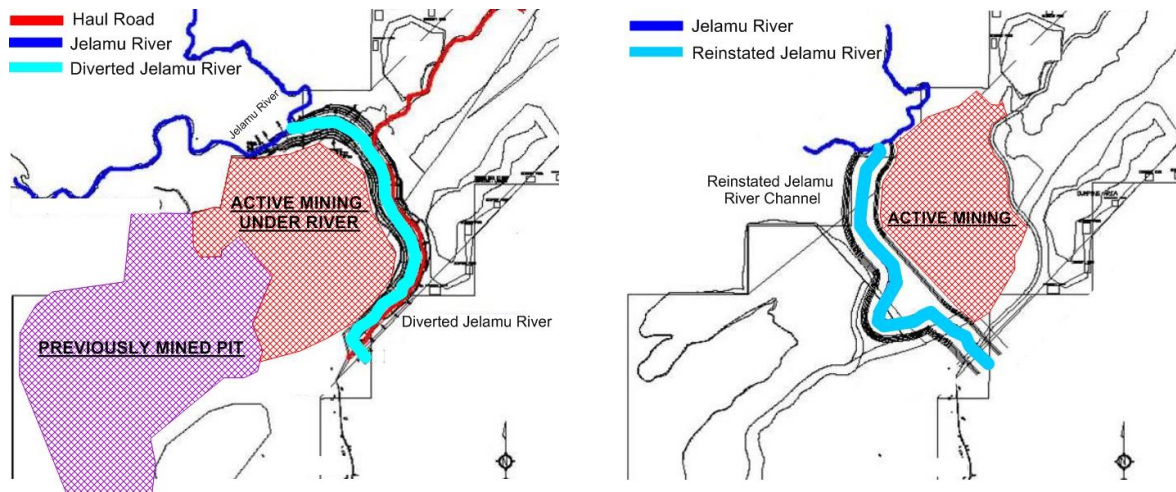 Haul Road
Jelamu River
Diverted Jelamu River
Jelamu River
ACTIVE MINING
UNDER RIVER
PREVIOUSLY MINED PIT
Diverted Jelamu River
Jelamu River
Reinstated Jelamu River
Reinstated Jelamu
River Channel
ACTIVE MINING